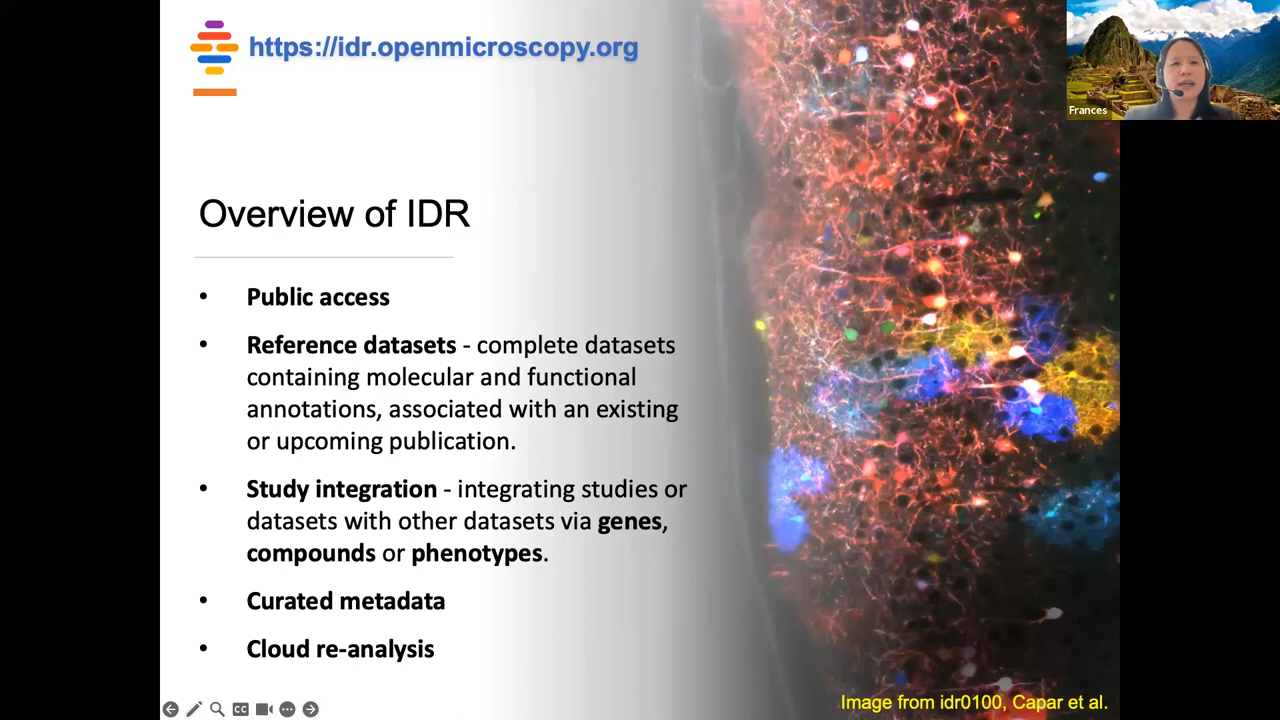 https://idr.openmicroscopy.org
Frances
Overview of IDR
• Public access
• Reference datasets - complete datasets
containing molecular and functional
annotations, associated with an existing
or upcoming publication.
• Study integration - integrating studies or
datasets with other datasets via genes,
compounds or phenotypes.
• Curated metadata
• Cloud re-analysis
CC
Image from idr0100, Capar et al.